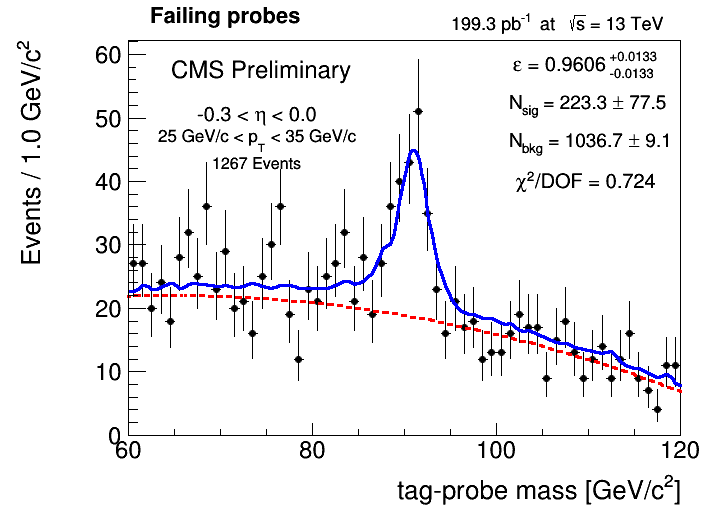 Failing probes
199.3 pb⁻¹ at √s = 13 TeV
CMS Preliminary
-0.3 < η < 0.0
25 GeV/c < p_T < 35 GeV/c
1267 Events
ε = 0.9606 +0.0133 -0.0133
N_sig = 223.3 ± 77.5
N_bkg = 1036.7 ± 9.1
χ²/DOF = 0.724
Events / 1.0 GeV/c²
60
50
40
30
20
10
0
60 80 100 120
tag-probe mass [GeV/c²]